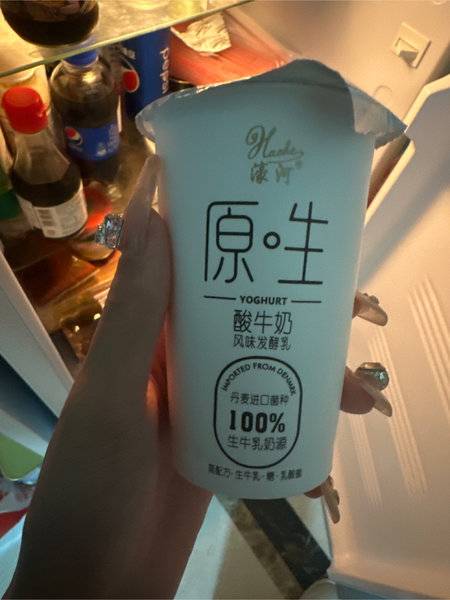 Haohe
濠河®
原生
YOGHURT
酸牛奶
风味发酵乳
IMPORTED FROM DENMARK
丹麦进口菌种
100%
生牛乳奶源
简配方·生牛乳·糖·乳酸菌
pepsi